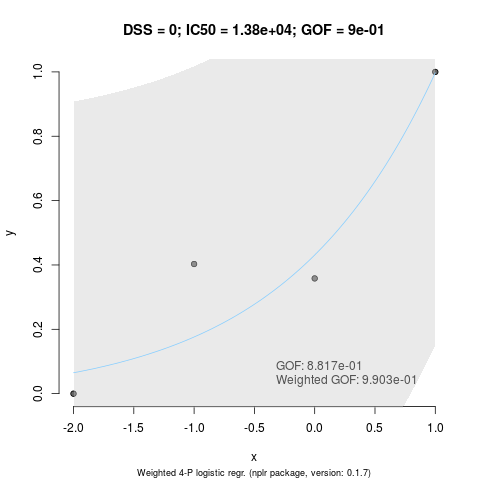 DSS = 0; IC50 = 1.38e+04; GOF = 9e-01
1.0
0.8
0.6
0.4
0.2
0.0
y
GOF: 8.817e-01
Weighted GOF: 9.903e-01
-2.0 -1.5 -1.0 -0.5 0.0 0.5 1.0
x
Weighted 4-P logistic regr. (nplr package, version: 0.1.7)